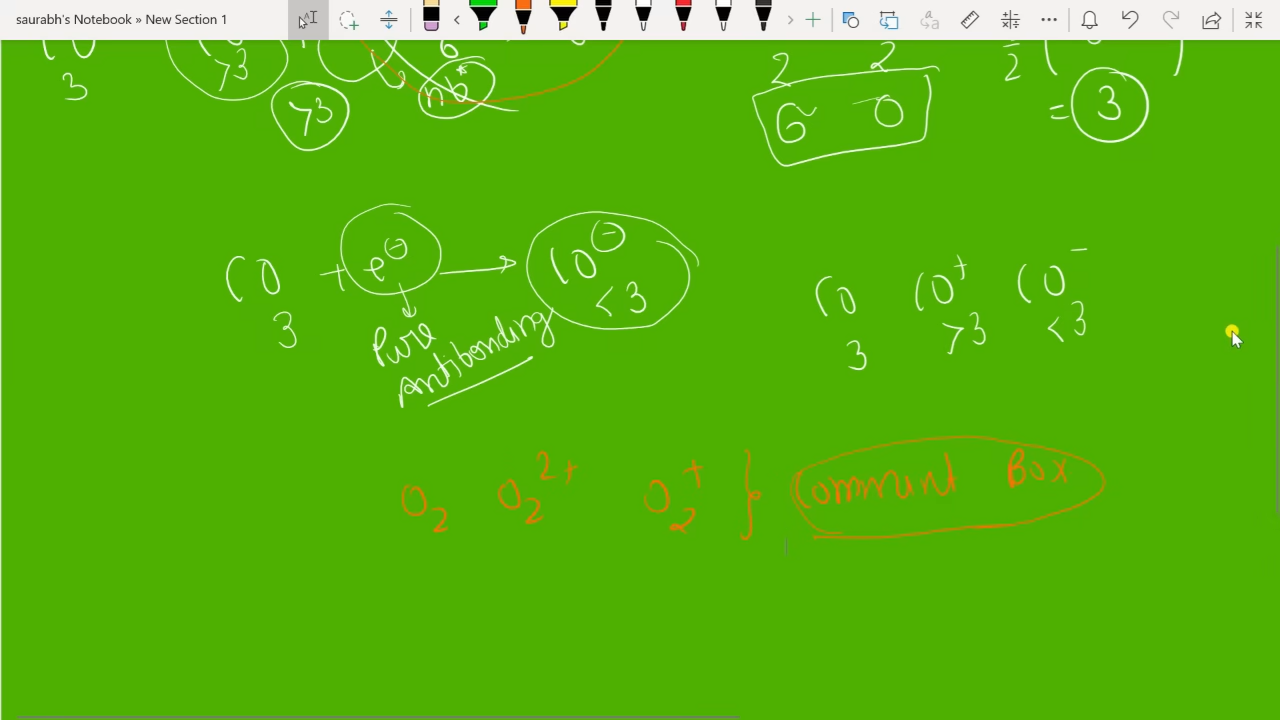 saurabh's Notebook » New Section 1
CO
3
>3
>3
nb*
6
2 2
6 0
1/2 ( )
= 3
CO + e⊖ → CO⊖
3 <3
Pure
Antibonding
CO CO⁺ CO⁻
3 >3 <3
O₂ O₂²⁺ O₂⁺ } Comment Box